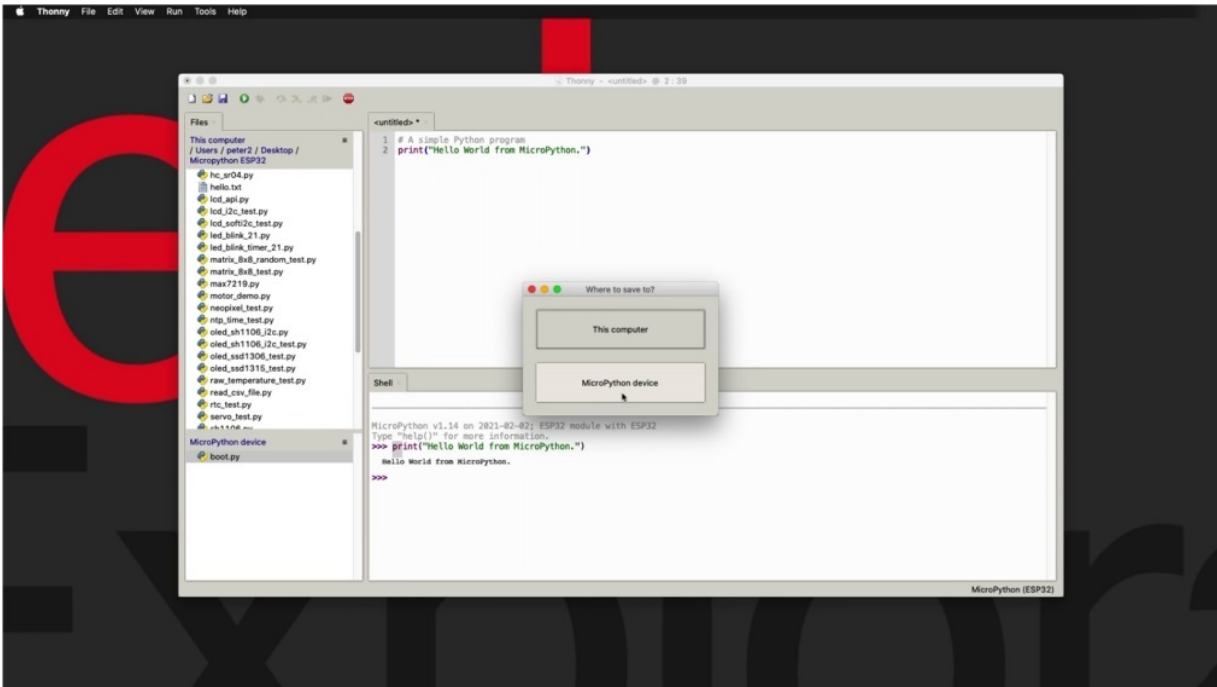 Thonny File Edit View Run Tools Help
Thonny - <untitled> @ 2:39
Files
This computer
/ Users / peter2 / Desktop /
Micropython ESP32
hc_sr04.py
hello.txt
lcd_api.py
lcd_i2c_test.py
lcd_softi2c_test.py
led_blink_21.py
led_blink_timer_21.py
matrix_8x8_random_test.py
matrix_8x8_test.py
max7219.py
motor_demo.py
neopixel_test.py
ntp_time_test.py
oled_sh1106_i2c.py
oled_sh1106_i2c_test.py
oled_ssd1306_test.py
oled_ssd1315_test.py
raw_temperature_test.py
read_csv_file.py
rtc_test.py
servo_test.py
sh1106.py
MicroPython device
boot.py
<untitled> *
1 # A simple Python program
2 print("Hello World from MicroPython.")
Where to save to?
This computer
MicroPython device
Shell
MicroPython v1.14 on 2021-02-02; ESP32 module with ESP32
Type "help()" for more information.
>>> print("Hello World from MicroPython.")
Hello World from MicroPython.
>>>
MicroPython (ESP32)